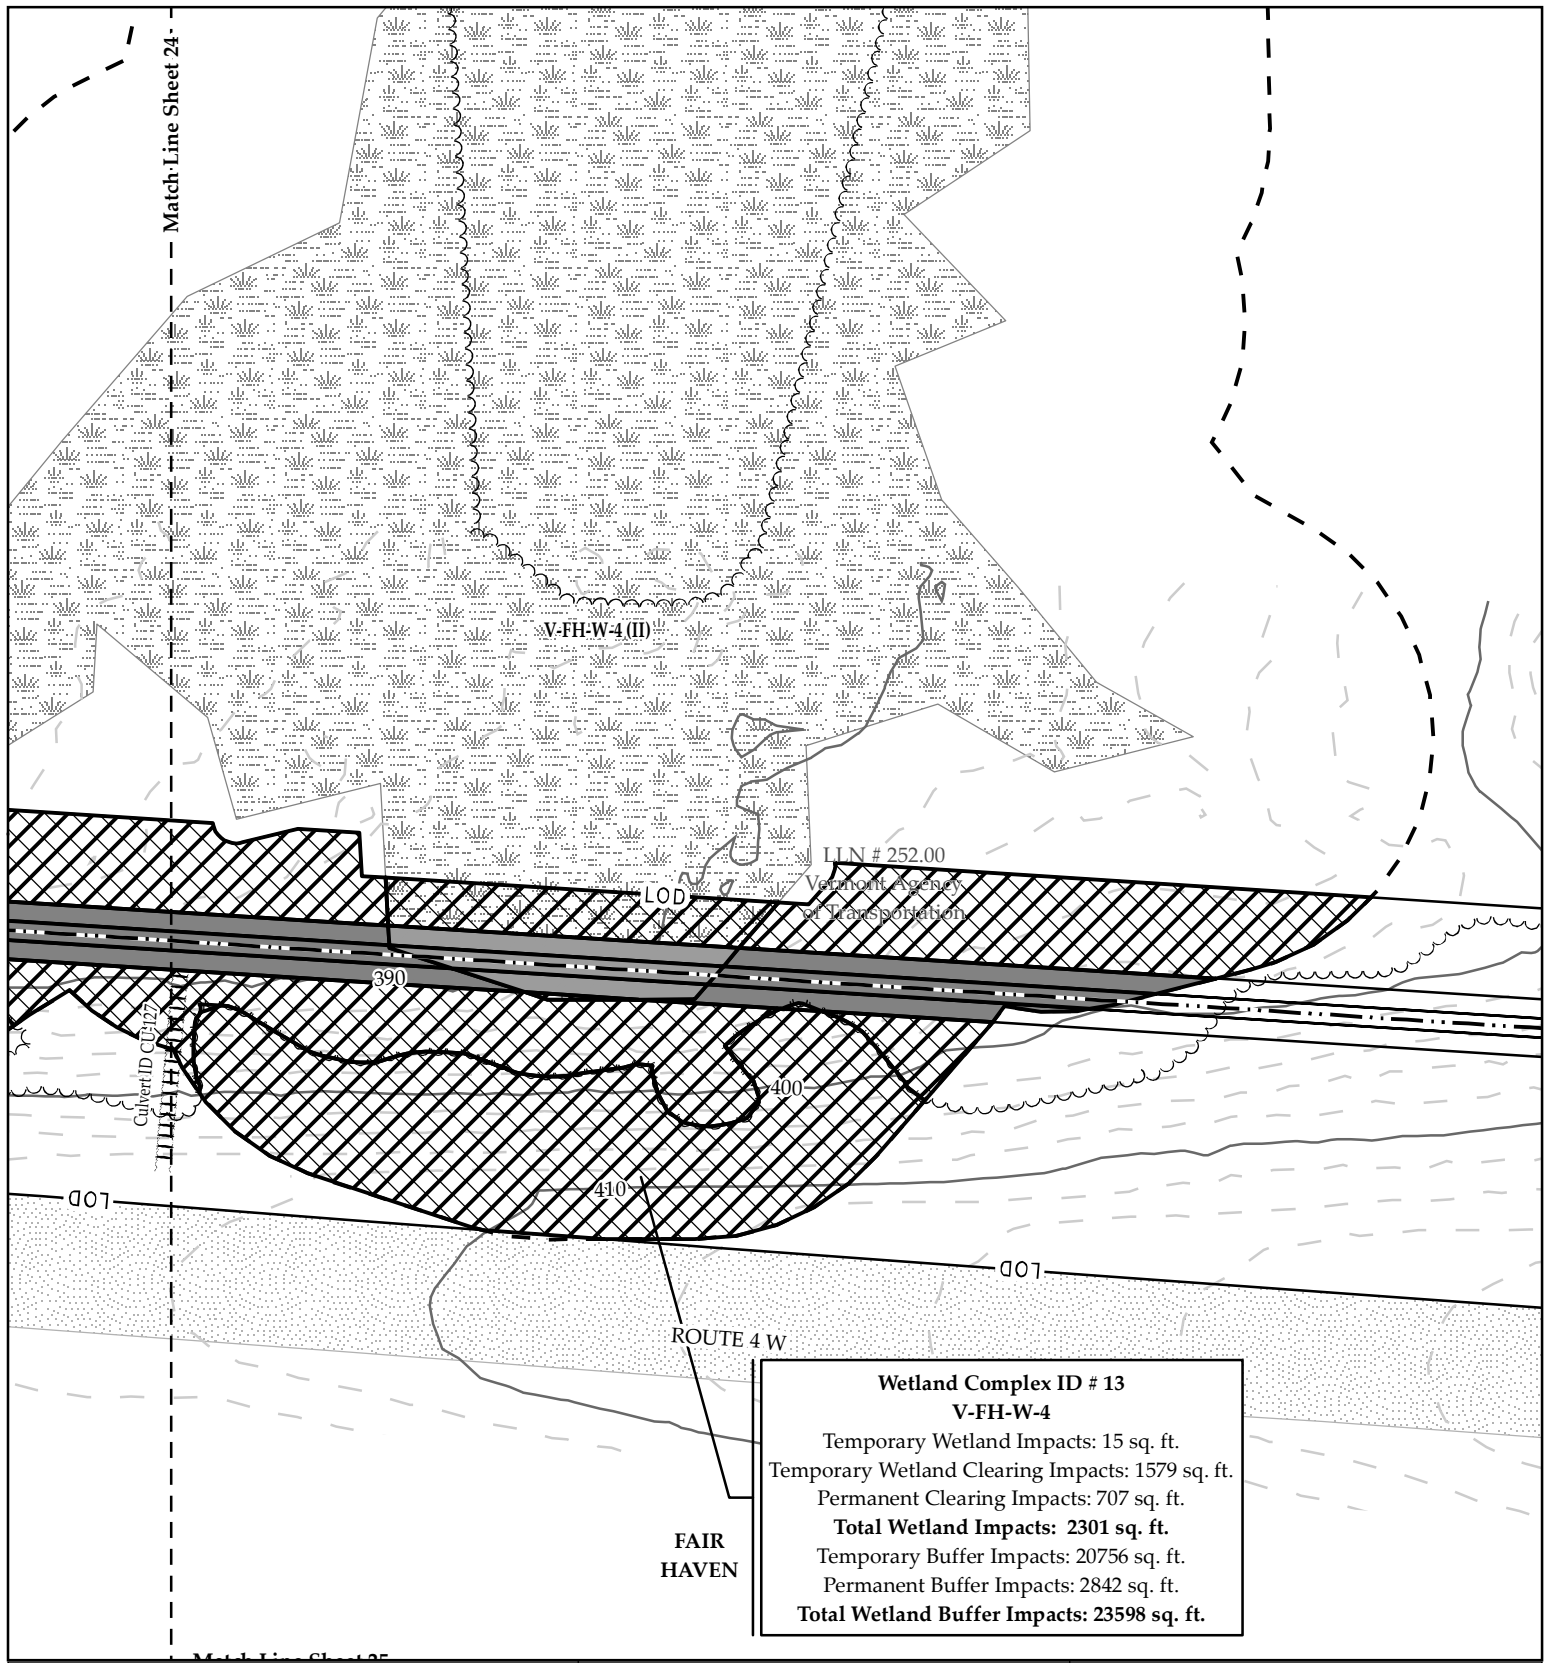 Match Line Sheet 24
V-FH-W-4 (II)
LLN # 252.00
Vermont Agency
of Transportation
LOD
390
Culvert ID CU-127
400
410
LOD
LOD
ROUTE 4 W
Wetland Complex ID # 13
V-FH-W-4
Temporary Wetland Impacts: 15 sq. ft.
Temporary Wetland Clearing Impacts: 1579 sq. ft.
Permanent Clearing Impacts: 707 sq. ft.
Total Wetland Impacts:  2301 sq. ft.
Temporary Buffer Impacts: 20756 sq. ft.
Permanent Buffer Impacts: 2842 sq. ft.
Total Wetland Buffer Impacts: 23598 sq. ft.
FAIR
HAVEN
Match Line Sheet 25